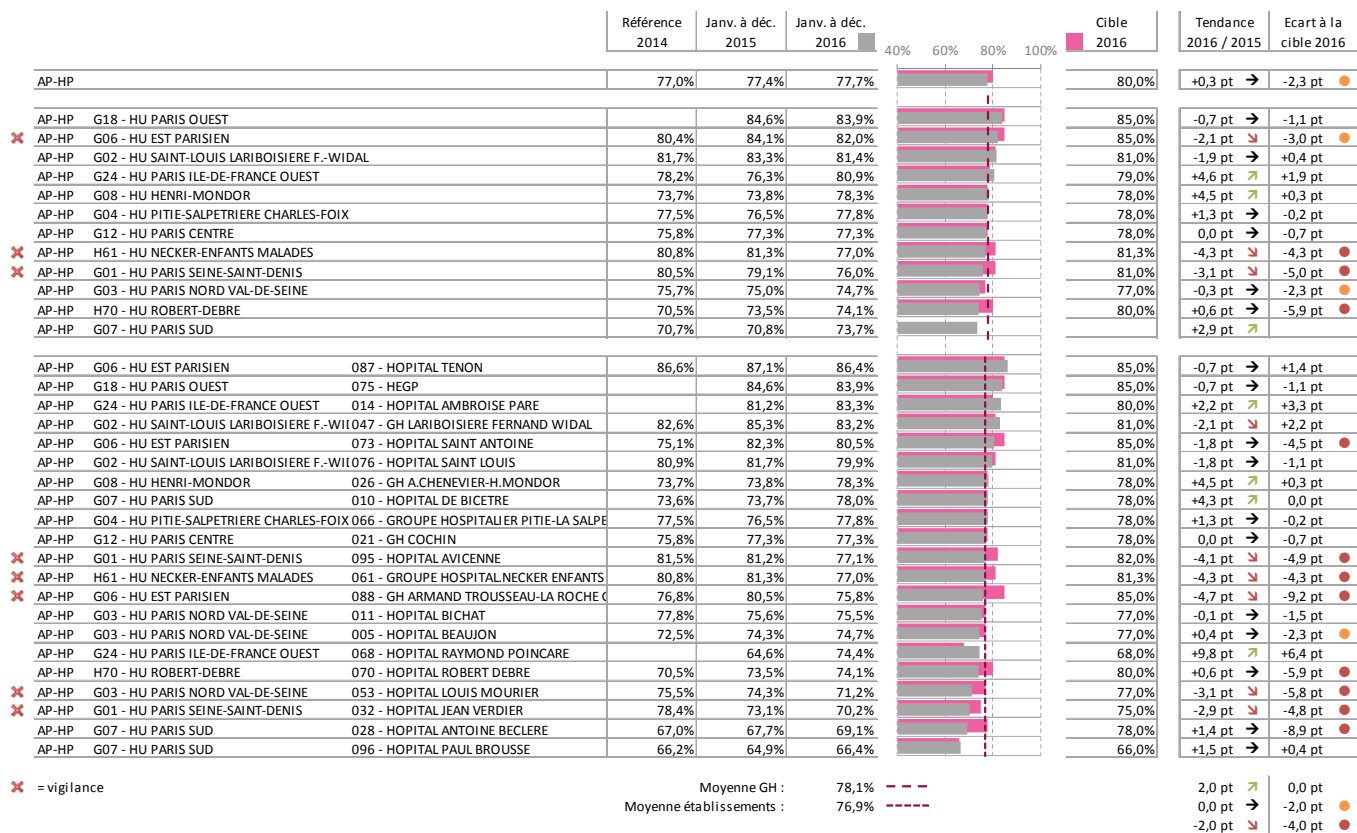 Référence Janv. à déc. Janv. à déc. Cible Tendance Ecart à la
2014 2015 2016 2016 2016 / 2015 cible 2016
40% 60% 80% 100%
AP-HP 77,0% 77,4% 77,7% 80,0% +0,3 pt -2,3 pt
AP-HP G18 - HU PARIS OUEST 84,6% 83,9% 85,0% -0,7 pt -1,1 pt
AP-HP G06 - HU EST PARISIEN 80,4% 84,1% 82,0% 85,0% -2,1 pt -3,0 pt
AP-HP G02 - HU SAINT-LOUIS LARIBOISIERE F.-WIDAL 81,7% 83,3% 81,4% 81,0% -1,9 pt +0,4 pt
AP-HP G24 - HU PARIS ILE-DE-FRANCE OUEST 78,2% 76,3% 80,9% 79,0% +4,6 pt +1,9 pt
AP-HP G08 - HU HENRI-MONDOR 73,7% 73,8% 78,3% 78,0% +4,5 pt +0,3 pt
AP-HP G04 - HU PITIE-SALPETRIERE CHARLES-FOIX 77,5% 76,5% 77,8% 78,0% +1,3 pt -0,2 pt
AP-HP G12 - HU PARIS CENTRE 75,8% 77,3% 77,3% 78,0% 0,0 pt -0,7 pt
AP-HP H61 - HU NECKER-ENFANTS MALADES 80,8% 81,3% 77,0% 81,3% -4,3 pt -4,3 pt
AP-HP G01 - HU PARIS SEINE-SAINT-DENIS 80,5% 79,1% 76,0% 81,0% -3,1 pt -5,0 pt
AP-HP G03 - HU PARIS NORD VAL-DE-SEINE 75,7% 75,0% 74,7% 77,0% -0,3 pt -2,3 pt
AP-HP H70 - HU ROBERT-DEBRE 70,5% 73,5% 74,1% 80,0% +0,6 pt -5,9 pt
AP-HP G07 - HU PARIS SUD 70,7% 70,8% 73,7% +2,9 pt
AP-HP G06 - HU EST PARISIEN 087 - HOPITAL TENON 86,6% 87,1% 86,4% 85,0% -0,7 pt +1,4 pt
AP-HP G18 - HU PARIS OUEST 075 - HEGP 84,6% 83,9% 85,0% -0,7 pt -1,1 pt
AP-HP G24 - HU PARIS ILE-DE-FRANCE OUEST 014 - HOPITAL AMBROISE PARE 81,2% 83,3% 80,0% +2,2 pt +3,3 pt
AP-HP G02 - HU SAINT-LOUIS LARIBOISIERE F.-WI 047 - GH LARIBOISIERE FERNAND WIDAL 82,6% 85,3% 83,2% 81,0% -2,1 pt +2,2 pt
AP-HP G06 - HU EST PARISIEN 073 - HOPITAL SAINT ANTOINE 75,1% 82,3% 80,5% 85,0% -1,8 pt -4,5 pt
AP-HP G02 - HU SAINT-LOUIS LARIBOISIERE F.-WI 076 - HOPITAL SAINT LOUIS 80,9% 81,7% 79,9% 81,0% -1,8 pt -1,1 pt
AP-HP G08 - HU HENRI-MONDOR 026 - GH A.CHENEVIER-H.MONDOR 73,7% 73,8% 78,3% 78,0% +4,5 pt +0,3 pt
AP-HP G07 - HU PARIS SUD 010 - HOPITAL DE BICETRE 73,6% 73,7% 78,0% 78,0% +4,3 pt 0,0 pt
AP-HP G04 - HU PITIE-SALPETRIERE CHARLES-FOIX 066 - GROUPE HOSPITALIER PITIE-LA SALPE 77,5% 76,5% 77,8% 78,0% +1,3 pt -0,2 pt
AP-HP G12 - HU PARIS CENTRE 021 - GH COCHIN 75,8% 77,3% 77,3% 78,0% 0,0 pt -0,7 pt
AP-HP G01 - HU PARIS SEINE-SAINT-DENIS 095 - HOPITAL AVICENNE 81,5% 81,2% 77,1% 82,0% -4,1 pt -4,9 pt
AP-HP H61 - HU NECKER-ENFANTS MALADES 061 - GROUPE HOSPITAL.NECKER ENFANTS 80,8% 81,3% 77,0% 81,3% -4,3 pt -4,3 pt
AP-HP G06 - HU EST PARISIEN 088 - GH ARMAND TROUSSEAU-LA ROCHE 76,8% 80,5% 75,8% 85,0% -4,7 pt -9,2 pt
AP-HP G03 - HU PARIS NORD VAL-DE-SEINE 011 - HOPITAL BICHAT 77,8% 75,6% 75,5% 77,0% -0,1 pt -1,5 pt
AP-HP G03 - HU PARIS NORD VAL-DE-SEINE 005 - HOPITAL BEAUJON 72,5% 74,3% 74,7% 77,0% +0,4 pt -2,3 pt
AP-HP G24 - HU PARIS ILE-DE-FRANCE OUEST 068 - HOPITAL RAYMOND POINCARE 64,6% 74,4% 68,0% +9,8 pt +6,4 pt
AP-HP H70 - HU ROBERT-DEBRE 070 - HOPITAL ROBERT DEBRE 70,5% 73,5% 74,1% 80,0% +0,6 pt -5,9 pt
AP-HP G03 - HU PARIS NORD VAL-DE-SEINE 053 - HOPITAL LOUIS MOURIER 75,5% 74,3% 71,2% 77,0% -3,1 pt -5,8 pt
AP-HP G01 - HU PARIS SEINE-SAINT-DENIS 032 - HOPITAL JEAN VERDIER 78,4% 73,1% 70,2% 75,0% -2,9 pt -4,8 pt
AP-HP G07 - HU PARIS SUD 028 - HOPITAL ANTOINE BECLERE 67,0% 67,7% 69,1% 78,0% +1,4 pt -8,9 pt
AP-HP G07 - HU PARIS SUD 096 - HOPITAL PAUL BROUSSE 66,2% 64,9% 66,4% 66,0% +1,5 pt +0,4 pt
= vigilance Moyenne GH : 78,1% 2,0 pt 0,0 pt
Moyenne établissements : 76,9% 0,0 pt -2,0 pt
-2,0 pt -4,0 pt